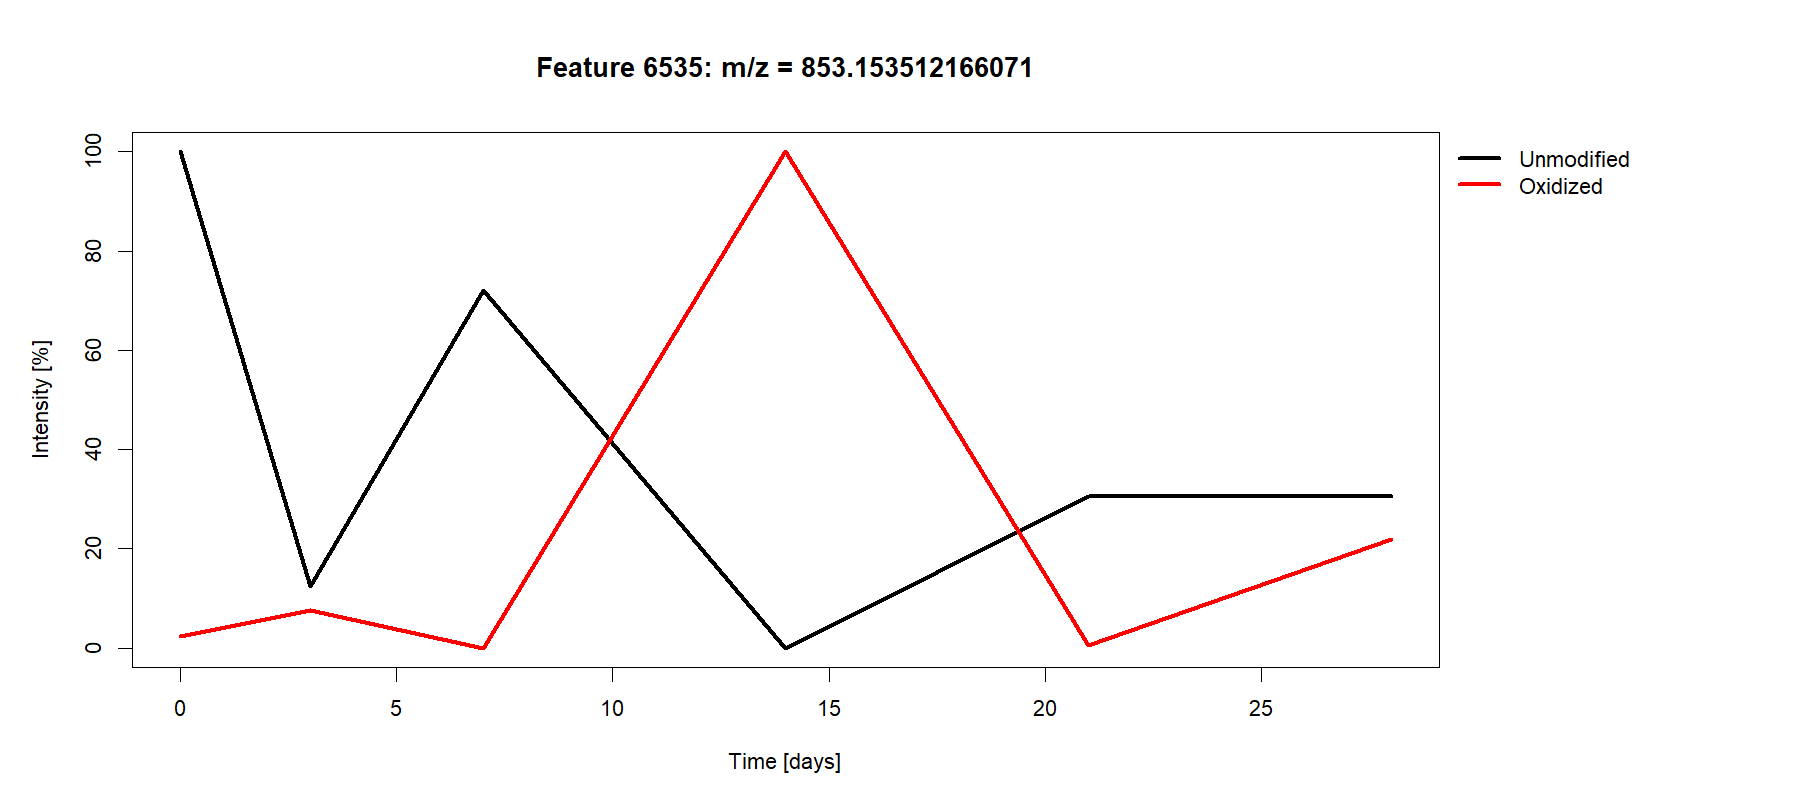 Feature 6535: m/z = 853.153512166071
Unmodified
Oxidized
Intensity [%]
100
80
60
40
20
0
0 5 10 15 20 25
Time [days]